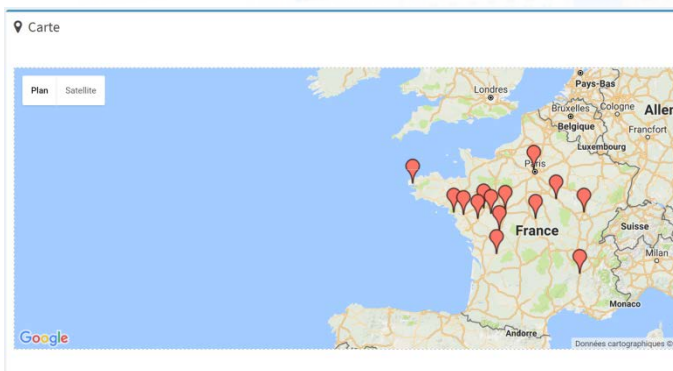 Carte
Plan
Satellite
Londres
Pays-Bas
Bruxelles
Cologne
Aller
Belgique
Francfort
Luxembourg
Paris
France
Suisse
Milan
Monaco
Andorre
Google
Données cartographiques ©